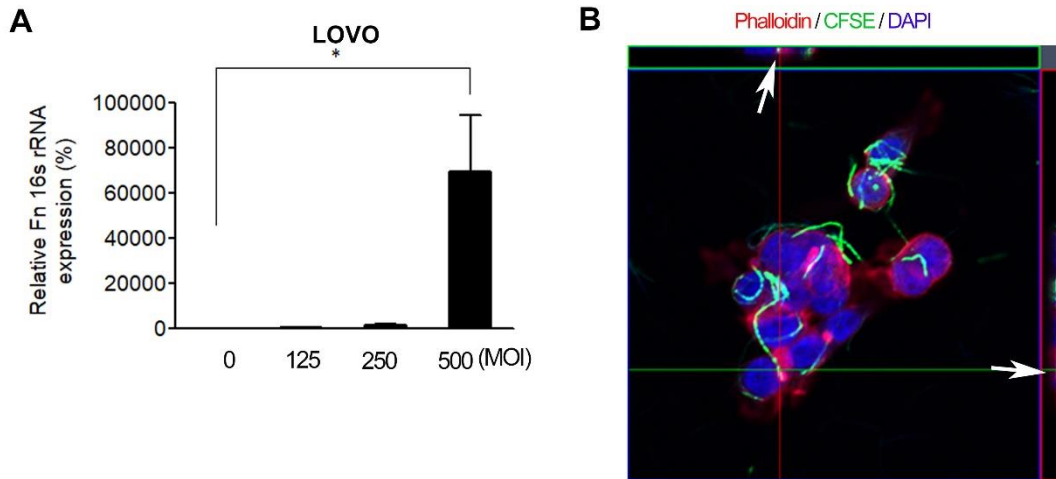 A
LOVO
*
Relative Fn 16s rRNA
expression (%)
100000
80000
60000
40000
20000
0
0 125 250 500 (MOI)
B
Phalloidin / CFSE / DAPI